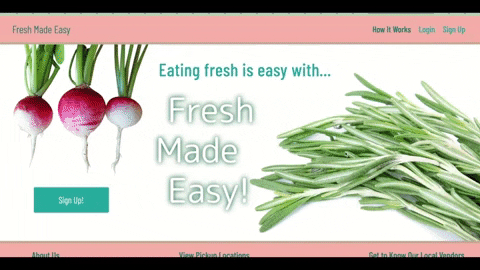 Fresh Made Easy
How It Works Login Sign Up
Eating fresh is easy with...
Fresh
Made
Easy!
Sign Up!
About Us View Pickup Locations Get to Know Our Local Vendors